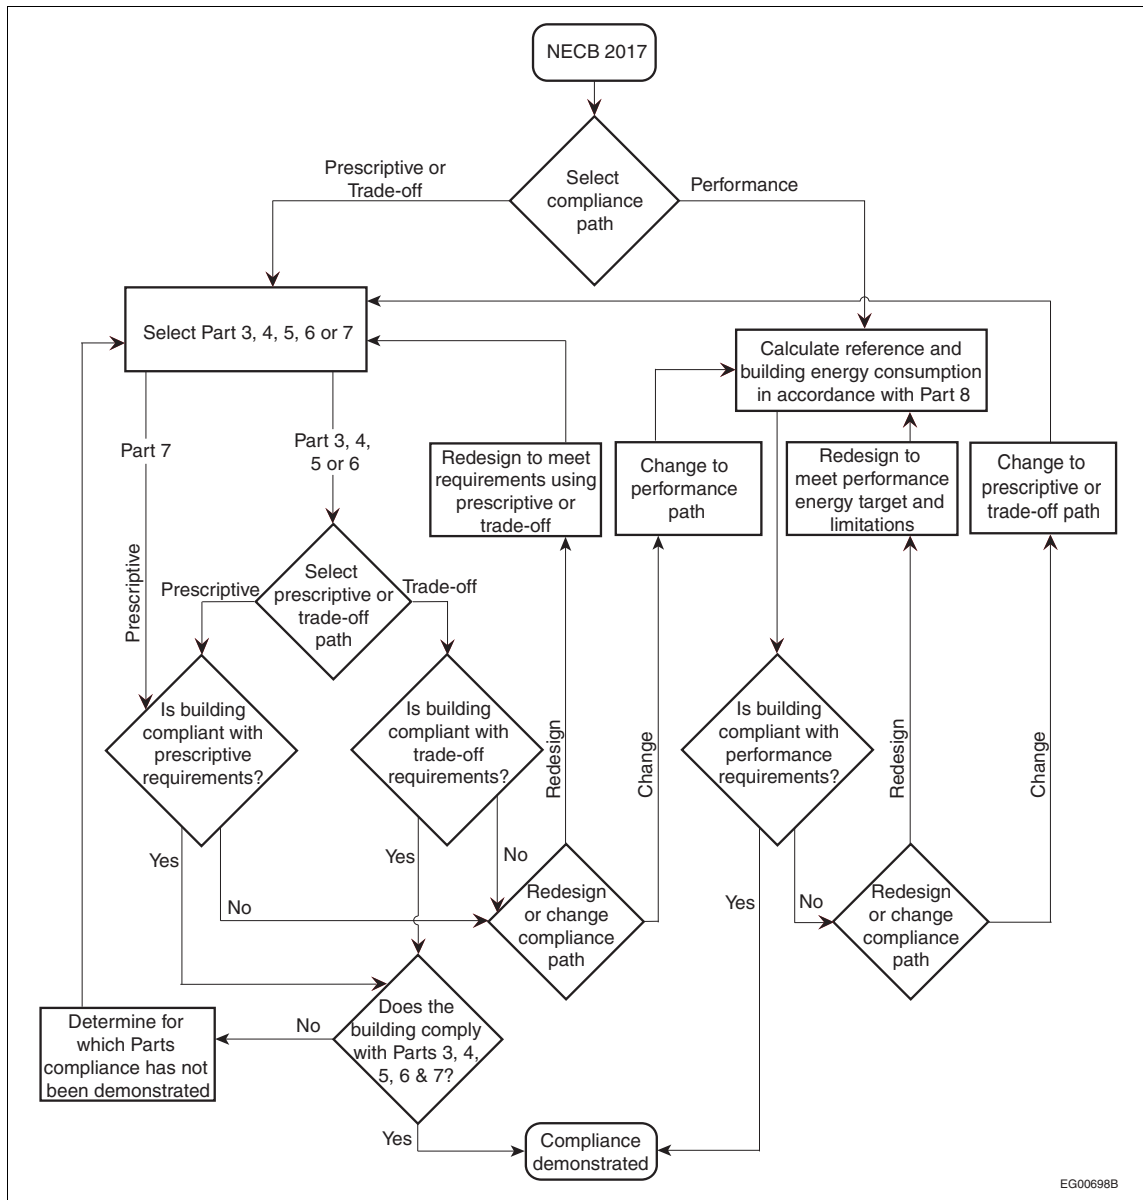 NECB 2017
Select
compliance
path
Prescriptive or
Trade-off
Performance
Select Part 3, 4, 5, 6 or 7
Calculate reference and
building energy consumption
in accordance with Part 8
Part 7
Part 3, 4,
5 or 6
Redesign to meet
requirements using
prescriptive or
trade-off
Change to
performance
path
Redesign to
meet performance
energy target and
limitations
Change to
prescriptive or
trade-off path
Prescriptive
Prescriptive
Select
prescriptive or
trade-off
path
Trade-off
Is building
compliant with
prescriptive
requirements?
Is building
compliant with
trade-off
requirements?
Redesign
Change
Is building
compliant with
performance
requirements?
Redesign
Change
Yes
No
Yes
No
Redesign
or change
compliance
path
Yes
No
Redesign
or change
compliance
path
Determine for
which Parts
compliance has not
been demonstrated
No
Does the
building comply
with Parts 3, 4,
5, 6 & 7?
Yes
Compliance
demonstrated
EG00698B